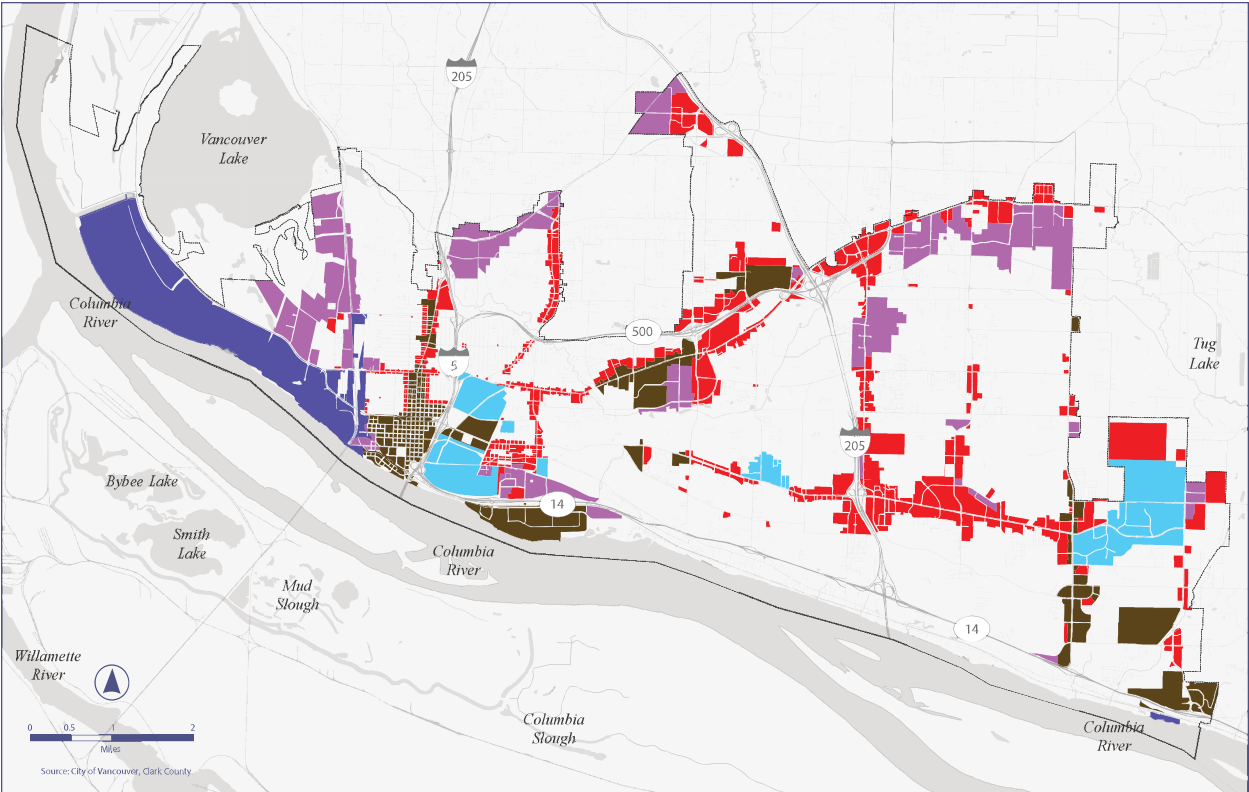 205
Vancouver
Lake
Columbia
River
500
Tug
Lake
5
205
Bybee Lake
14
Smith
Lake
Columbia
River
Mud
Slough
14
Willamette
River
Columbia
Slough
Columbia
River
0 0.5 1 2
Miles
Source: City of Vancouver, Clark County